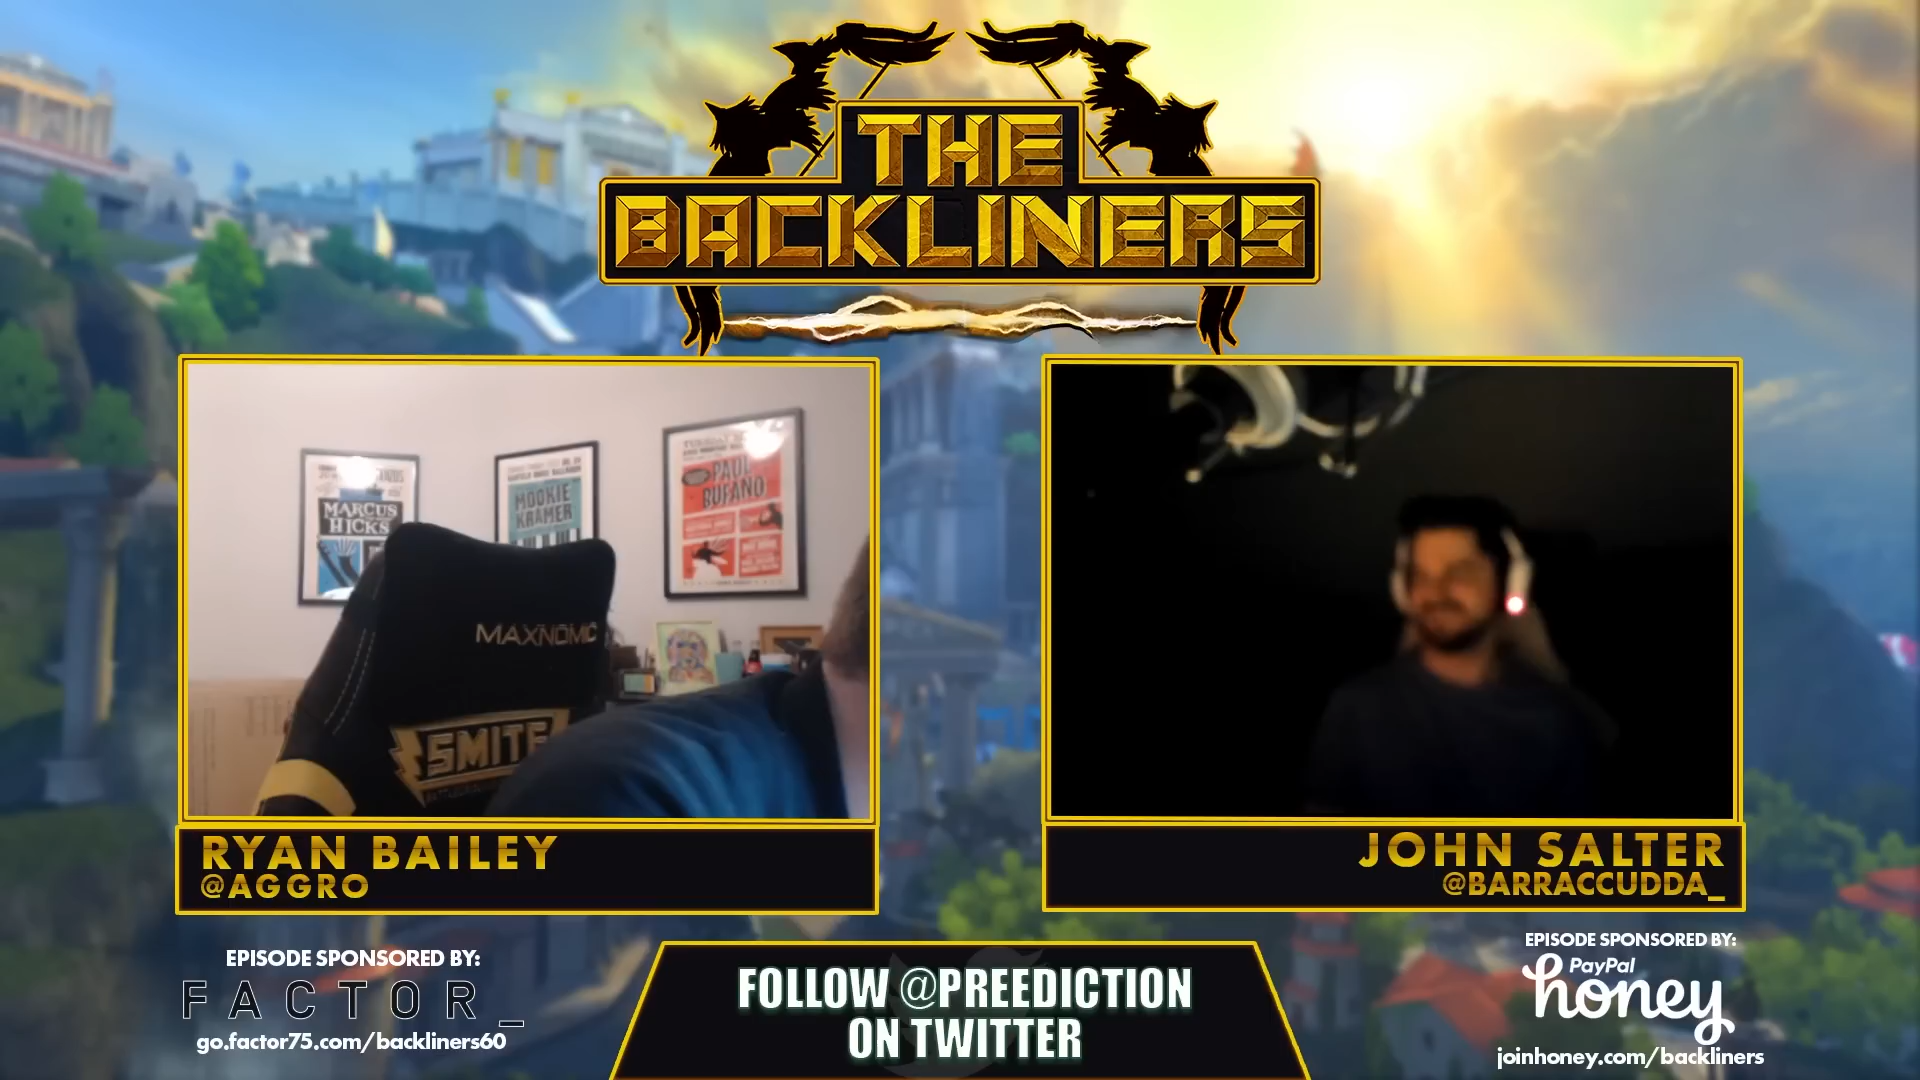 THE
BACKLINERS
MARCUS
HICKS
MOOKIE
KRAMER
PAUL
BUFANO
MAXNOMIC
SMITE
RYAN BAILEY
@AGGRO
JOHN SALTER
@BARRACCUDDA_
EPISODE SPONSORED BY:
FACTOR_
go.factor75.com/backliners60
FOLLOW @PREEDICTION
ON TWITTER
EPISODE SPONSORED BY:
PayPal
honey
joinhoney.com/backliners